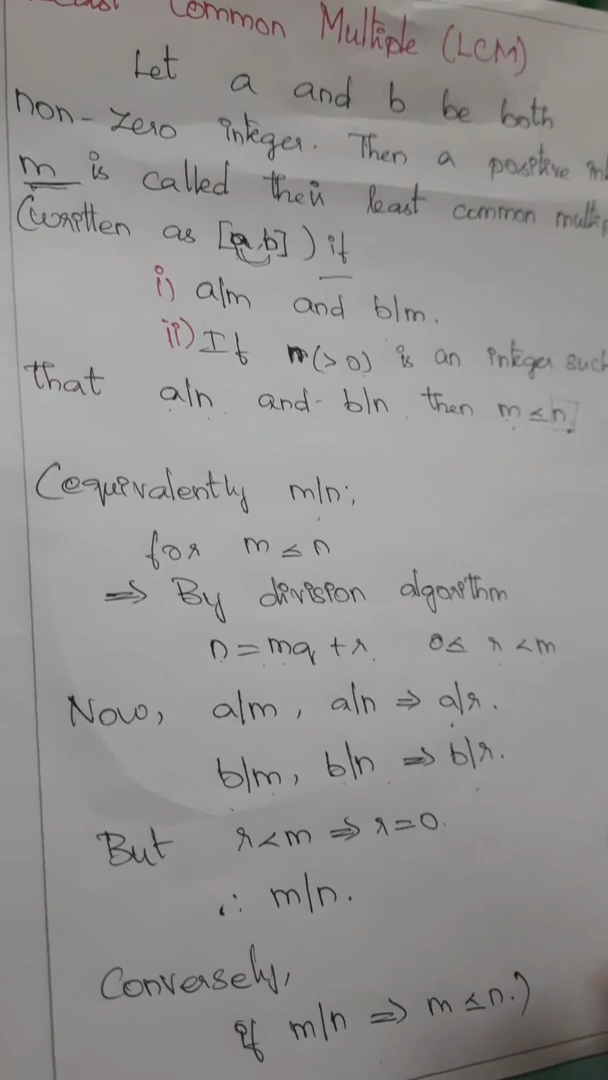 Common Multiple (LCM)
Let a and b be both
non-zero integer. Then a positive
m is called their least common
(written as [a,b]) if
i) a|m and b|m.
ii) If n(>0) is an integer such
that a|n and b|n then m≤n.
(equivalently m|n;
for m≤n
⇒ By division algorithm
n=mq+r 0≤ r <m
Now, a|m, a|n ⇒ a|r.
b|m, b|n ⇒ b|r.
But r<m ⇒ r=0.
∴ m|n.
Conversely,
if m|n ⇒ m≤n.)